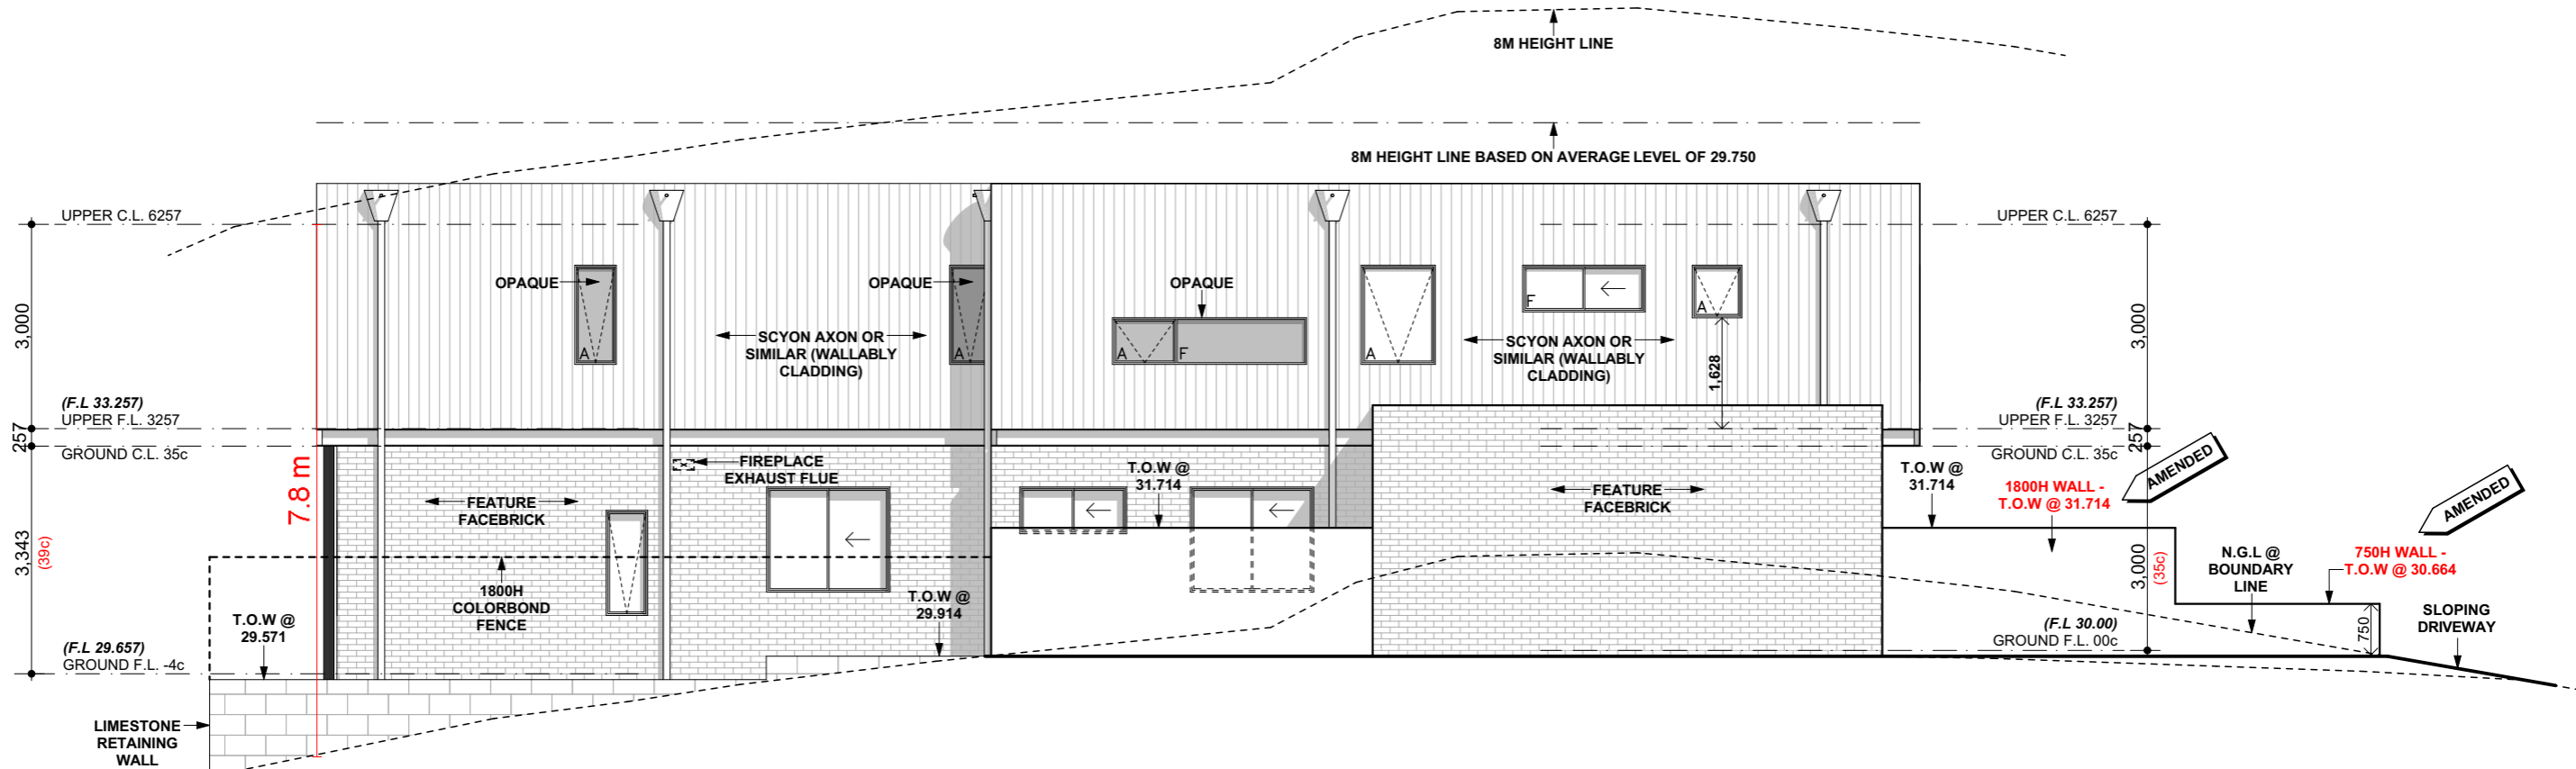 8M HEIGHT LINE
8M HEIGHT LINE BASED ON AVERAGE LEVEL OF 29.750
UPPER C.L. 6257
UPPER C.L. 6257
OPAQUE
OPAQUE
OPAQUE
F
A
A
A
F
A
A
3,000
SCYON AXON OR
SIMILAR (WALLABLY
CLADDING)
SCYON AXON OR
SIMILAR (WALLABLY
CLADDING)
1,628
3,000
(F.L 33.257)
UPPER F.L. 3257
(F.L 33.257)
UPPER F.L. 3257
257
257
GROUND C.L. 35c
GROUND C.L. 35c
7.8 m
FIREPLACE
EXHAUST FLUE
FEATURE
FACEBRICK
T.O.W @
31.714
FEATURE
FACEBRICK
T.O.W @
31.714
1800H WALL -
T.O.W @ 31.714
AMENDED
AMENDED
3,343
(39c)
1800H
COLORBOND
FENCE
T.O.W @
29.914
3,000
(35c)
N.G.L @
BOUNDARY
LINE
750H WALL -
T.O.W @ 30.664
T.O.W @
29.571
750
SLOPING
DRIVEWAY
(F.L 29.657)
GROUND F.L. -4c
(F.L 30.00)
GROUND F.L. 00c
LIMESTONE
RETAINING
WALL